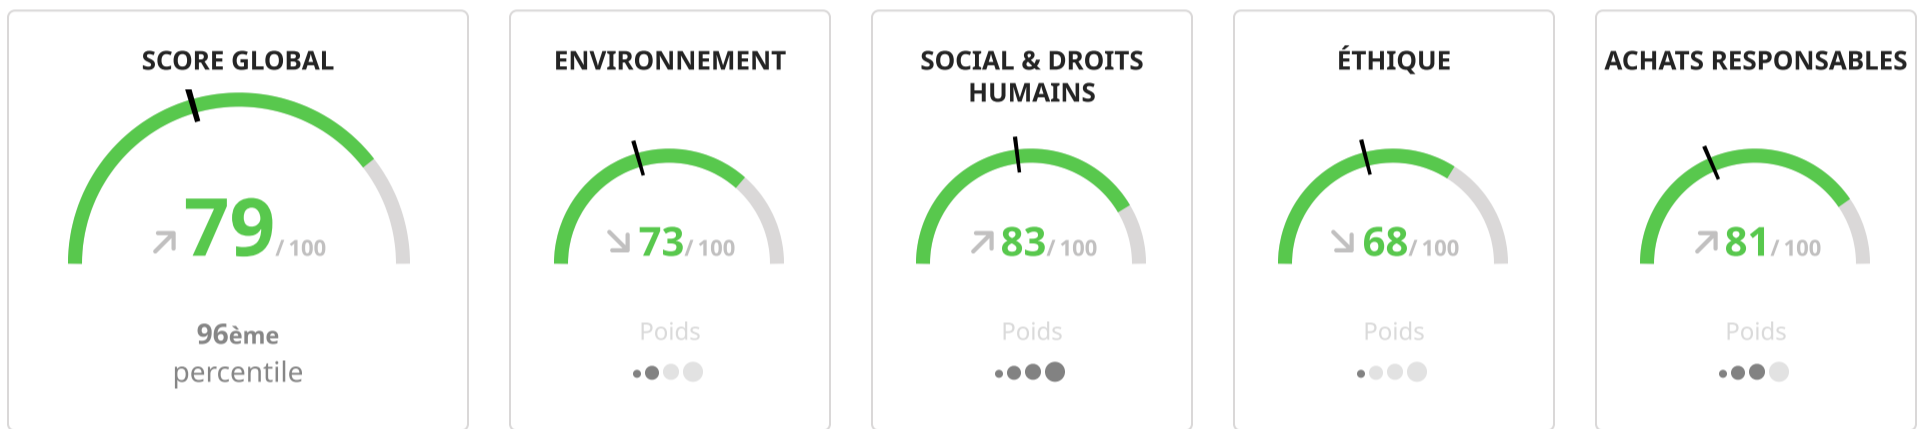 SCORE GLOBAL
79/ 100
96ème
percentile
ENVIRONNEMENT
73/ 100
Poids
SOCIAL & DROITS
HUMAINS
83/ 100
Poids
ÉTHIQUE
68/ 100
Poids
ACHATS RESPONSABLES
81/ 100
Poids